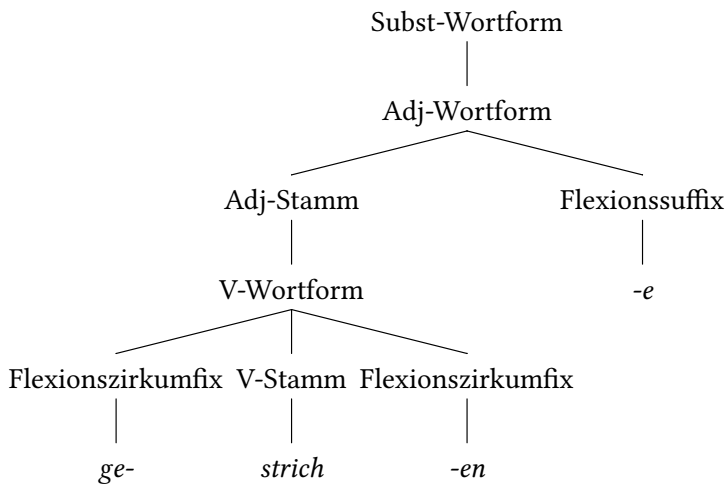 Subst-Wortform
Adj-Wortform
Adj-Stamm Flexionssuffix
V-Wortform -e
Flexionszirkumfix V-Stamm Flexionszirkumfix
ge- strich -en